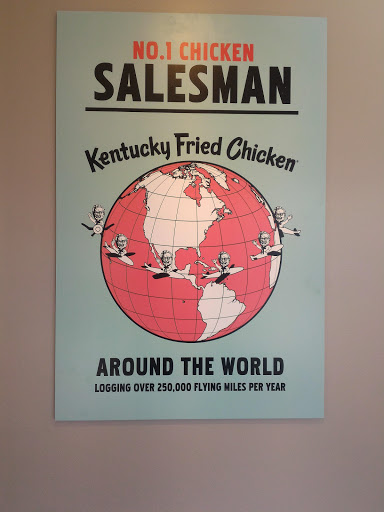 NO.1 CHICKEN
SALESMAN
Kentucky Fried Chicken
AROUND THE WORLD
LOGGING OVER 250,000 FLYING MILES PER YEAR